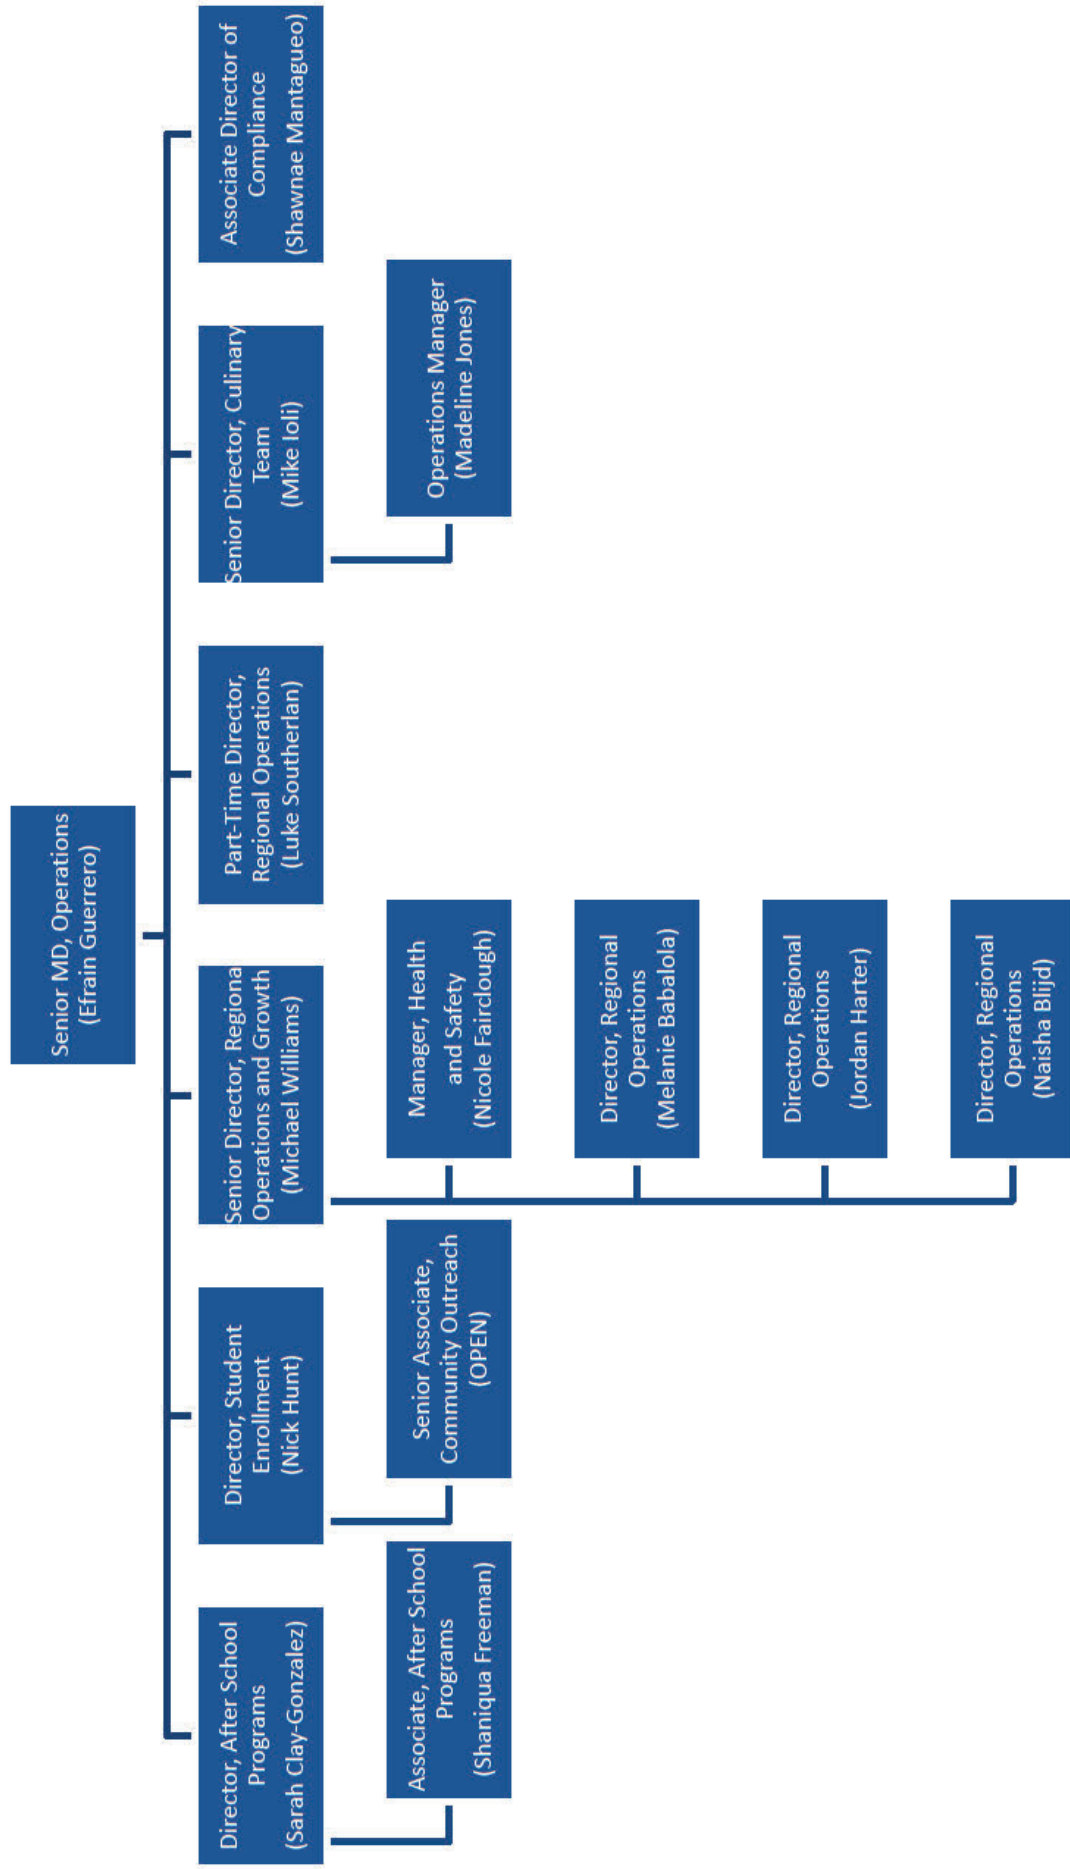 Senior MD, Operations
(Efrain Guerrero)
Director, After School
Programs
(Sarah Clay-Gonzalez)
Associate, After School
Programs
(Shaniqua Freeman)
Director, Student
Enrollment
(Nick Hunt)
Senior Associate,
Community Outreach
(OPEN)
Senior Director, Regional
Operations and Growth
(Michael Williams)
Manager, Health
and Safety
(Nicole Fairclough)
Director, Regional
Operations
(Melanie Babalola)
Director, Regional
Operations
(Jordan Harter)
Director, Regional
Operations
(Naisha Blijd)
Part-Time Director,
Regional Operations
(Luke Southerlan)
Senior Director, Culinary
Team
(Mike Ioli)
Operations Manager
(Madeline Jones)
Associate Director of
Compliance
(Shawnae Mantagueo)